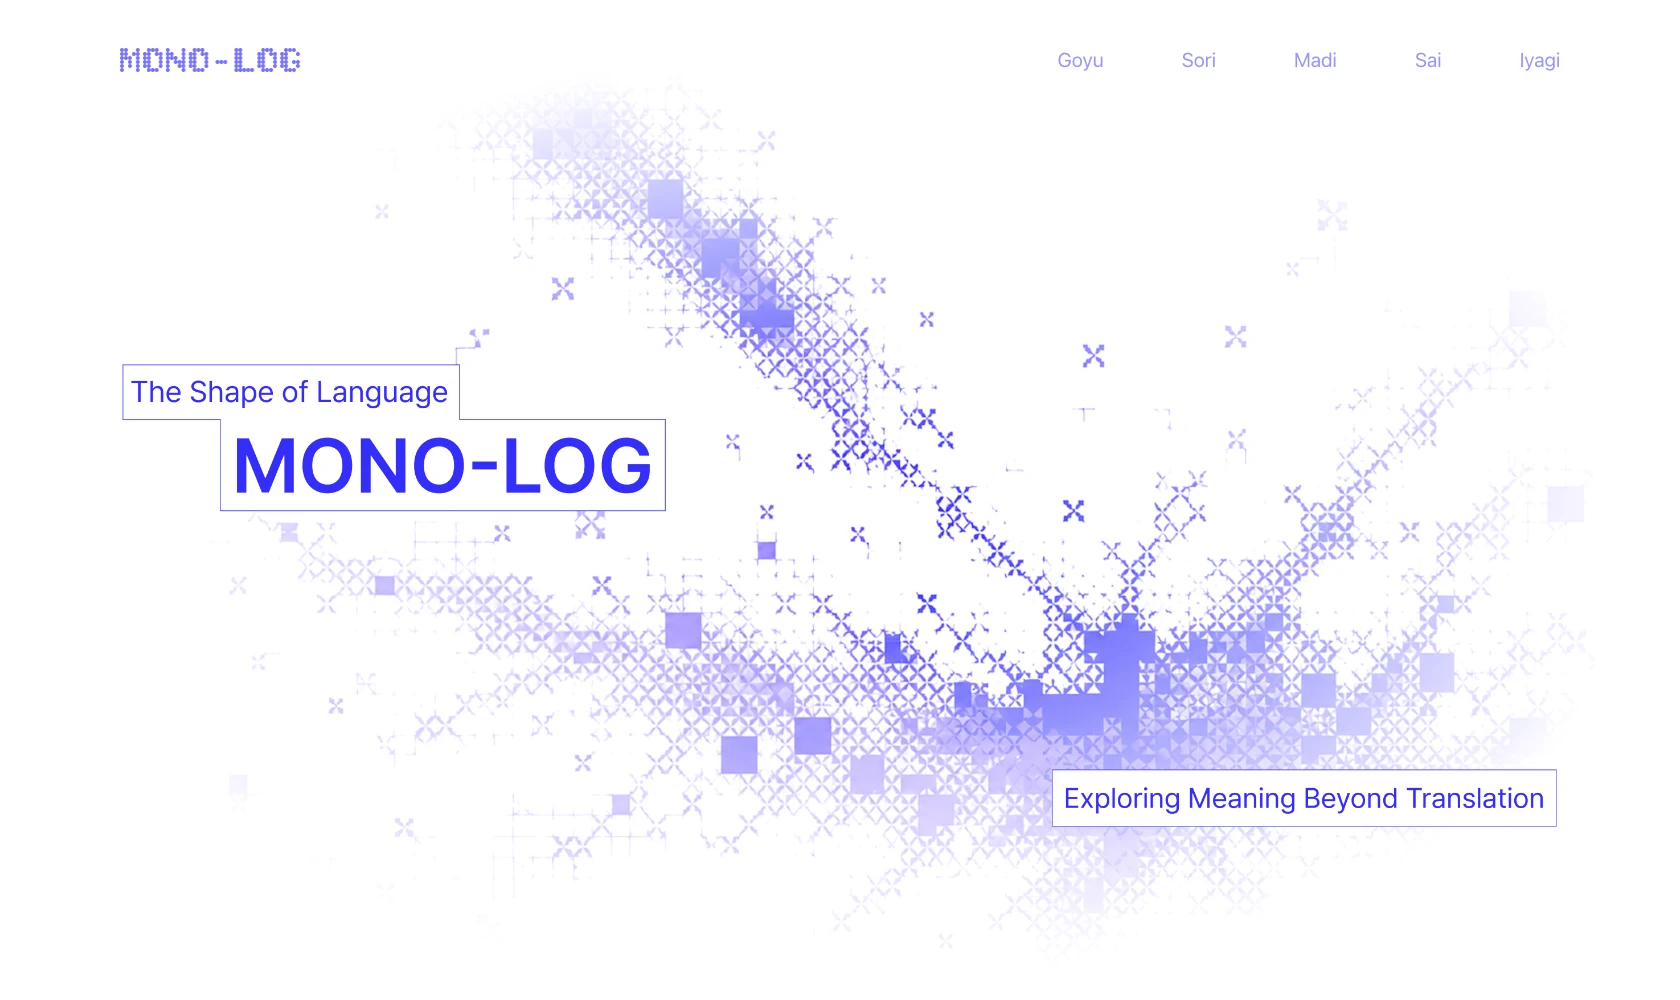 MONO-LOG
Goyu Sori Madi Sai Iyagi
The Shape of Language
MONO-LOG
Exploring Meaning Beyond Translation